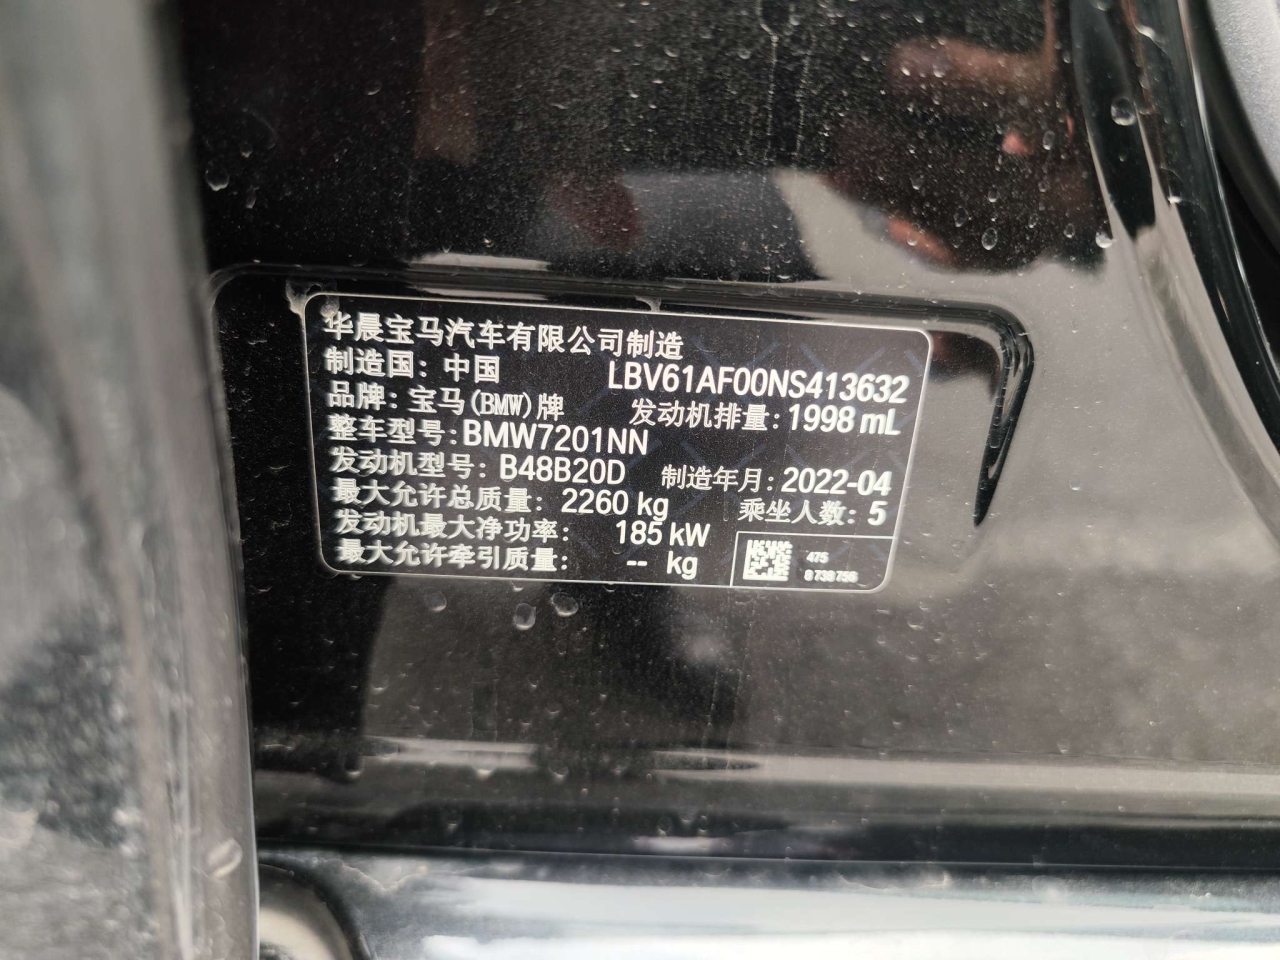 华晨宝马汽车有限公司制造
制造国：中国 LBV61AF00NS413632
品牌：宝马(BMW)牌 发动机排量：1998 mL
整车型号：BMW7201NN
发动机型号：B48B20D 制造年月：2022-04
最大允许总质量：2260 kg 乘坐人数：5
发动机最大净功率：185 kW
最大允许牵引质量：-- kg
475
8738756